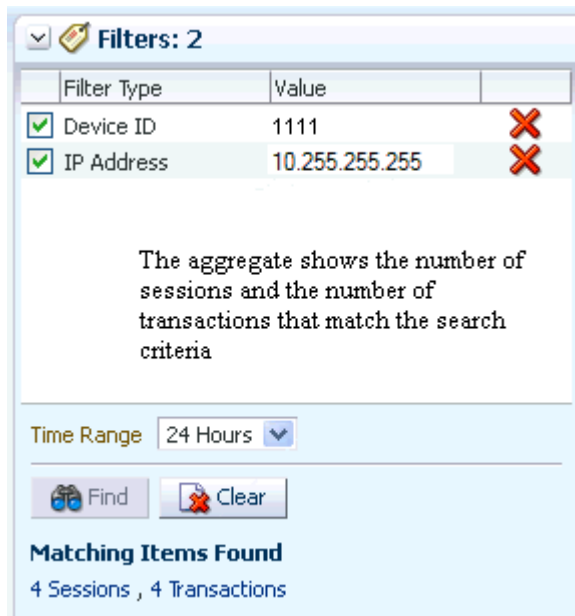 Filters: 2
Filter Type Value
Device ID 1111
IP Address 10.255.255.255
The aggregate shows the number of
sessions and the number of
transactions that match the search
criteria
Time Range 24 Hours
Find Clear
Matching Items Found
4 Sessions , 4 Transactions